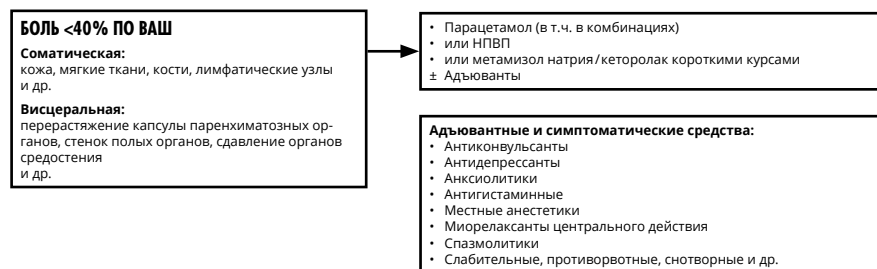 БОЛЬ <40% ПО ВАШ
Соматическая:
кожа, мягкие ткани, кости, лимфатические узлы
и др.
Висцеральная:
перерастяжение капсулы паренхиматозных ор-
ганов, стенок полых органов, сдавление органов
средостения
и др.
• Парацетамол (в т.ч. в комбинациях)
• или НПВП
• или метамизол натрия/кеторолак короткими курсами
± Адъюванты
Адъювантные и симптоматические средства:
• Антиконвульсанты
• Антидепрессанты
• Анксиолитики
• Антигистаминные
• Местные анестетики
• Миорелаксанты центрального действия
• Спазмолитики
• Слабительные, противорвотные, снотворные и др.